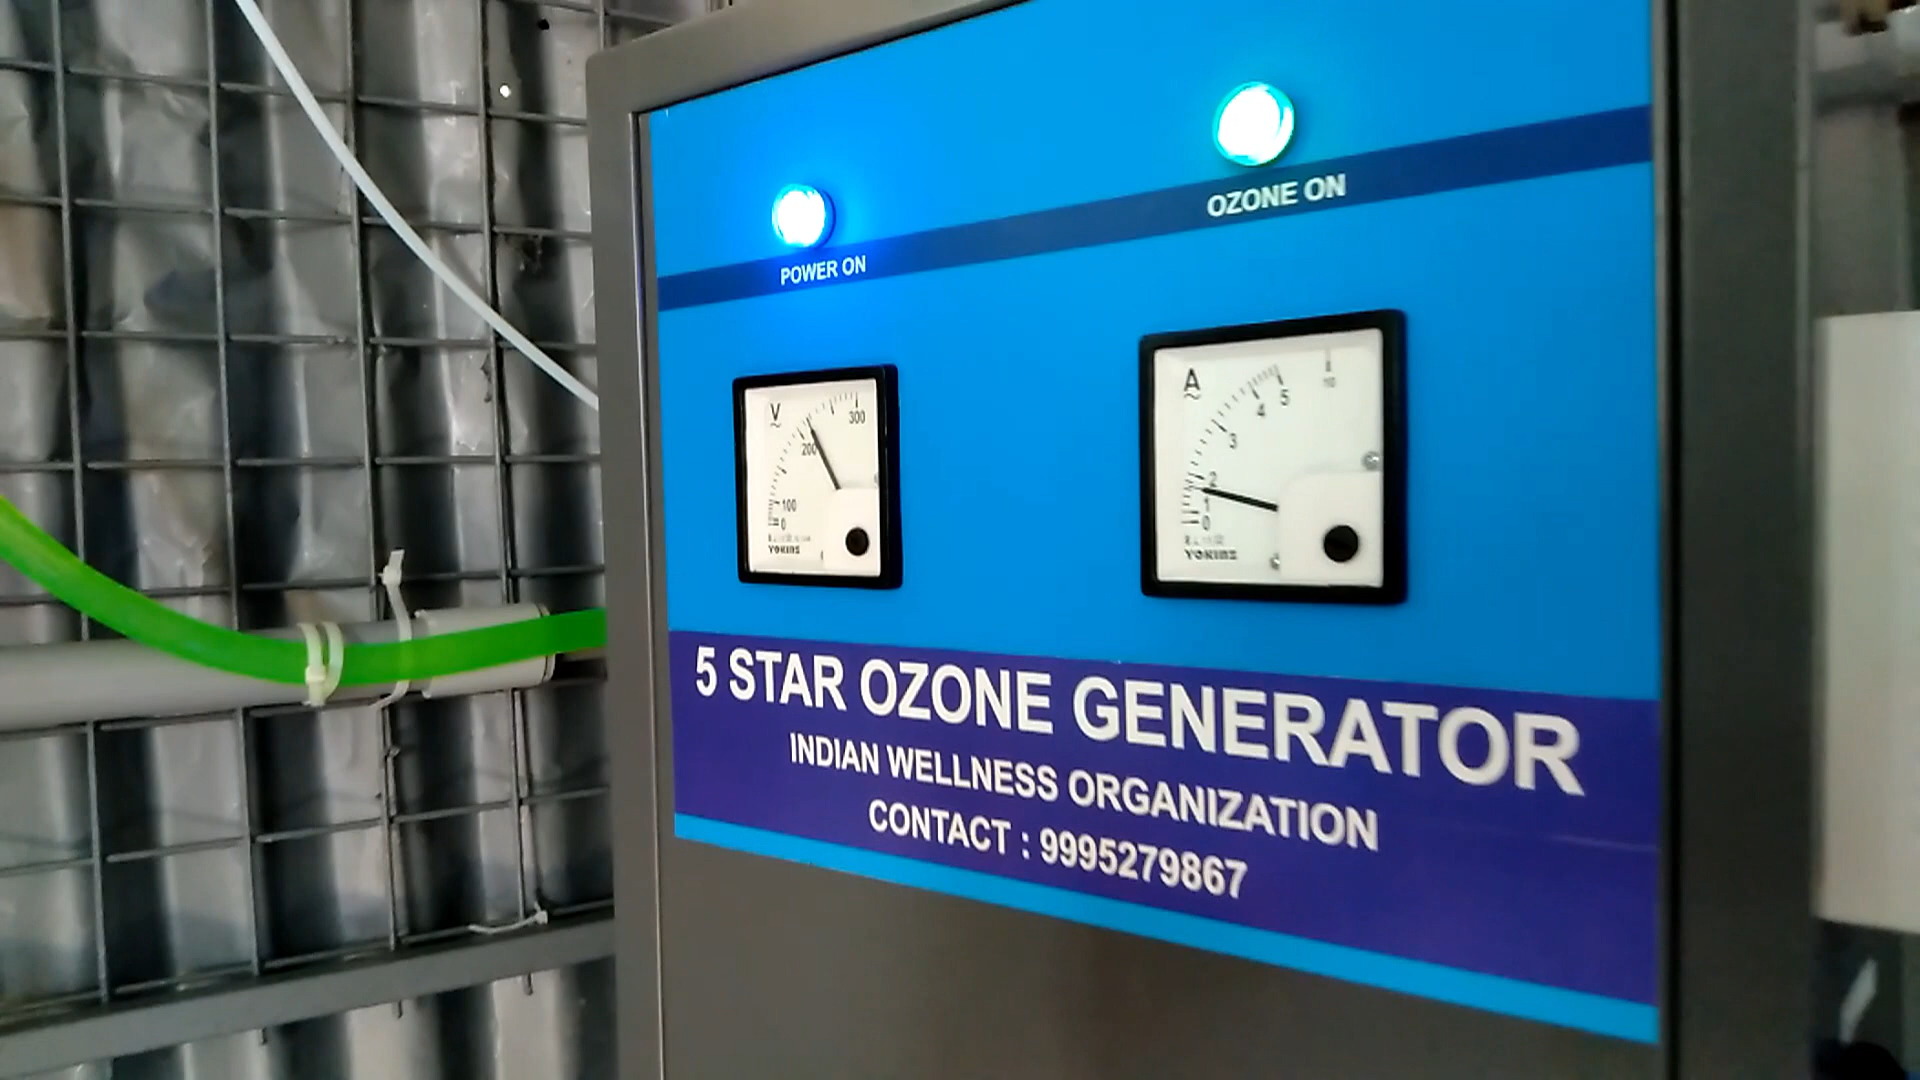 POWER ON
OZONE ON
V
300
200
100
0
A
10
5
4
3
2
1
0
YOKINS
5 STAR OZONE GENERATOR
INDIAN WELLNESS ORGANIZATION
CONTACT : 9995279867